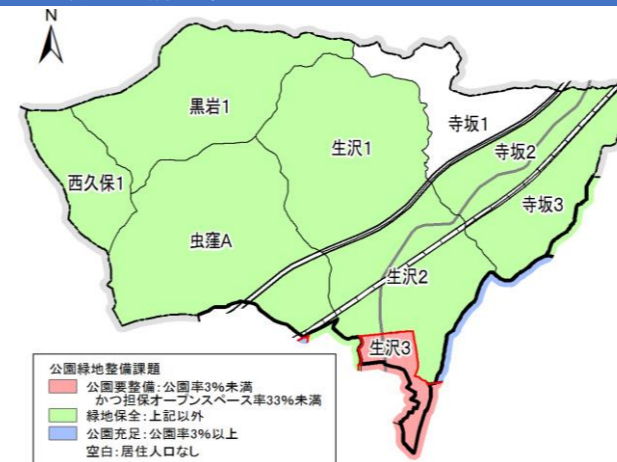 N
黒岩1
寺坂1
生沢1
寺坂2
西久保1
寺坂3
虫窪A
生沢2
生沢3
公園緑地整備課題
公園要整備:公園率3%未満
かつ担保オープンスペース率33%未満
緑地保全:上記以外
公園充足:公園率3%以上
空白:居住人口なし